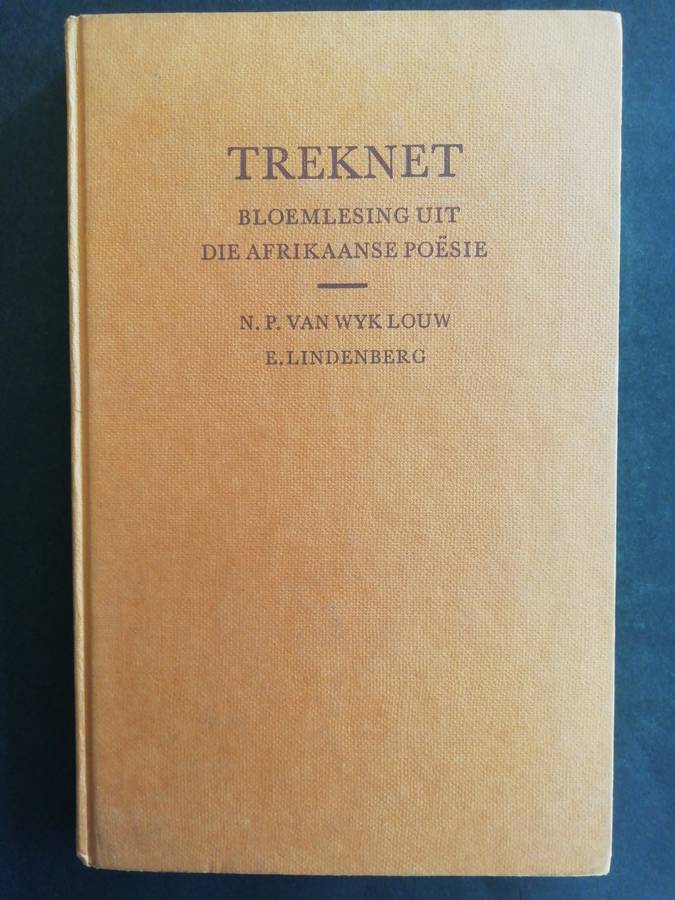 TREKNET
BLOEMLESING UIT
DIE AFRIKAANSE POËSIE
N. P. VAN WYK LOUW
E. LINDENBERG